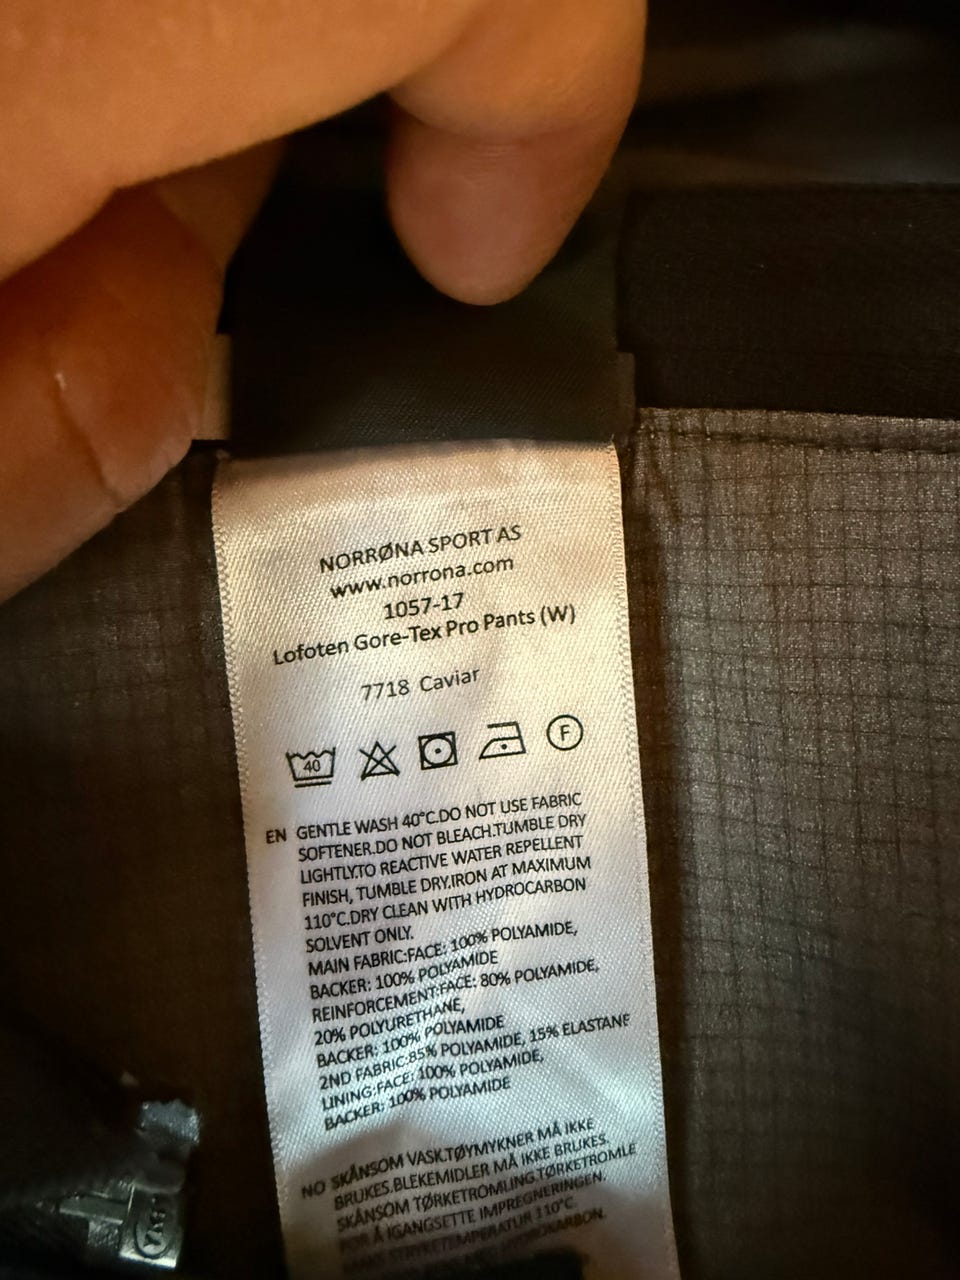 NORRØNA SPORT AS
www.norrona.com
1057-17
Lofoten Gore-Tex Pro Pants (W)
7718 Caviar
40
F
EN GENTLE WASH 40°C.DO NOT USE FABRIC
SOFTENER.DO NOT BLEACH.TUMBLE DRY
LIGHTLY.TO REACTIVE WATER REPELLENT
FINISH, TUMBLE DRY.IRON AT MAXIMUM
110°C.DRY CLEAN WITH HYDROCARBON
SOLVENT ONLY.
MAIN FABRIC:FACE: 100% POLYAMIDE,
BACKER: 100% POLYAMIDE
REINFORCEMENT:FACE: 80% POLYAMIDE,
20% POLYURETHANE,
BACKER: 100% POLYAMIDE
2ND FABRIC:85% POLYAMIDE, 15% ELASTANE
LINING:FACE: 100% POLYAMIDE,
BACKER: 100% POLYAMIDE
NO SKÅNSOM VASK.TØYMYKNER MÅ IKKE
BRUKES.BLEKEMIDLER MÅ IKKE BRUKES.
SKÅNSOM TØRKETROMLING.TØRKETROMLE
FOR Å IGANGSETTE IMPREGNERINGEN.
STRYKETEMPERATUR 110°C.
HYDROKARBON.